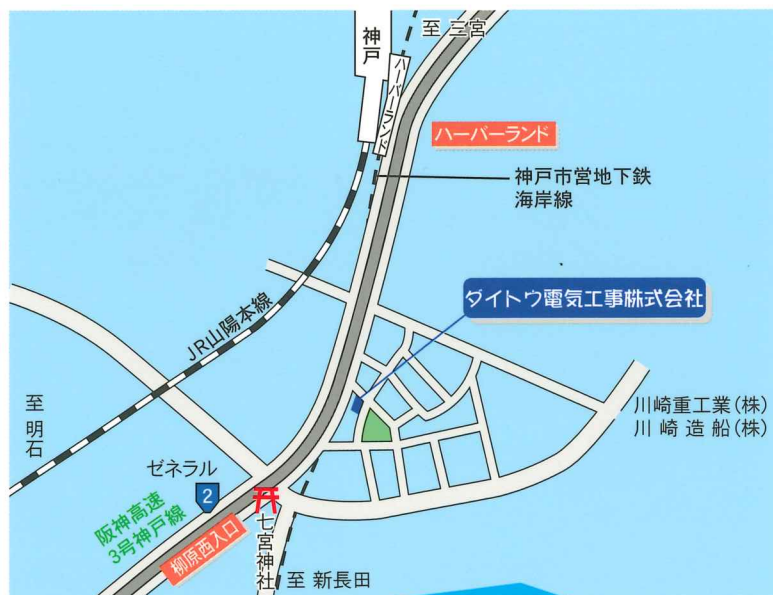 至 三宮
神戸
ハーバーランド
ハーバーランド
神戸市営地下鉄
海岸線
ダイトウ電気工事株式会社
JR山陽本線
至 明石
川崎重工業(株)
川 崎 造 船(株)
ゼネラル
2
阪神高速
3号神戸線
柳原西入口
七宮神社
至 新長田